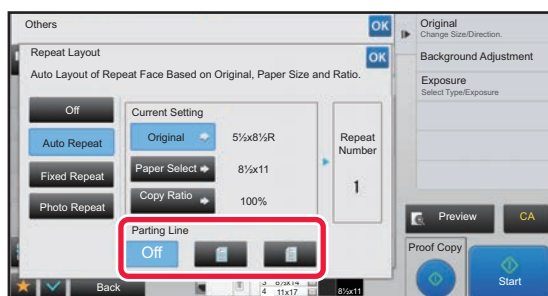 Others
OK
Repeat Layout
OK
Auto Layout of Repeat Face Based on Original, Paper Size and Ratio.
Off
Auto Repeat
Fixed Repeat
Photo Repeat
Current Setting
Original
5½x8½R
Paper Select
8½x11
Copy Ratio
100%
Repeat
Number
1
Parting Line
Off
Back
4 11x17
8½x11
Original
Change Size/Direction.
Background Adjustment
Exposure
Select Type/Exposure
Preview
CA
Proof Copy
Start